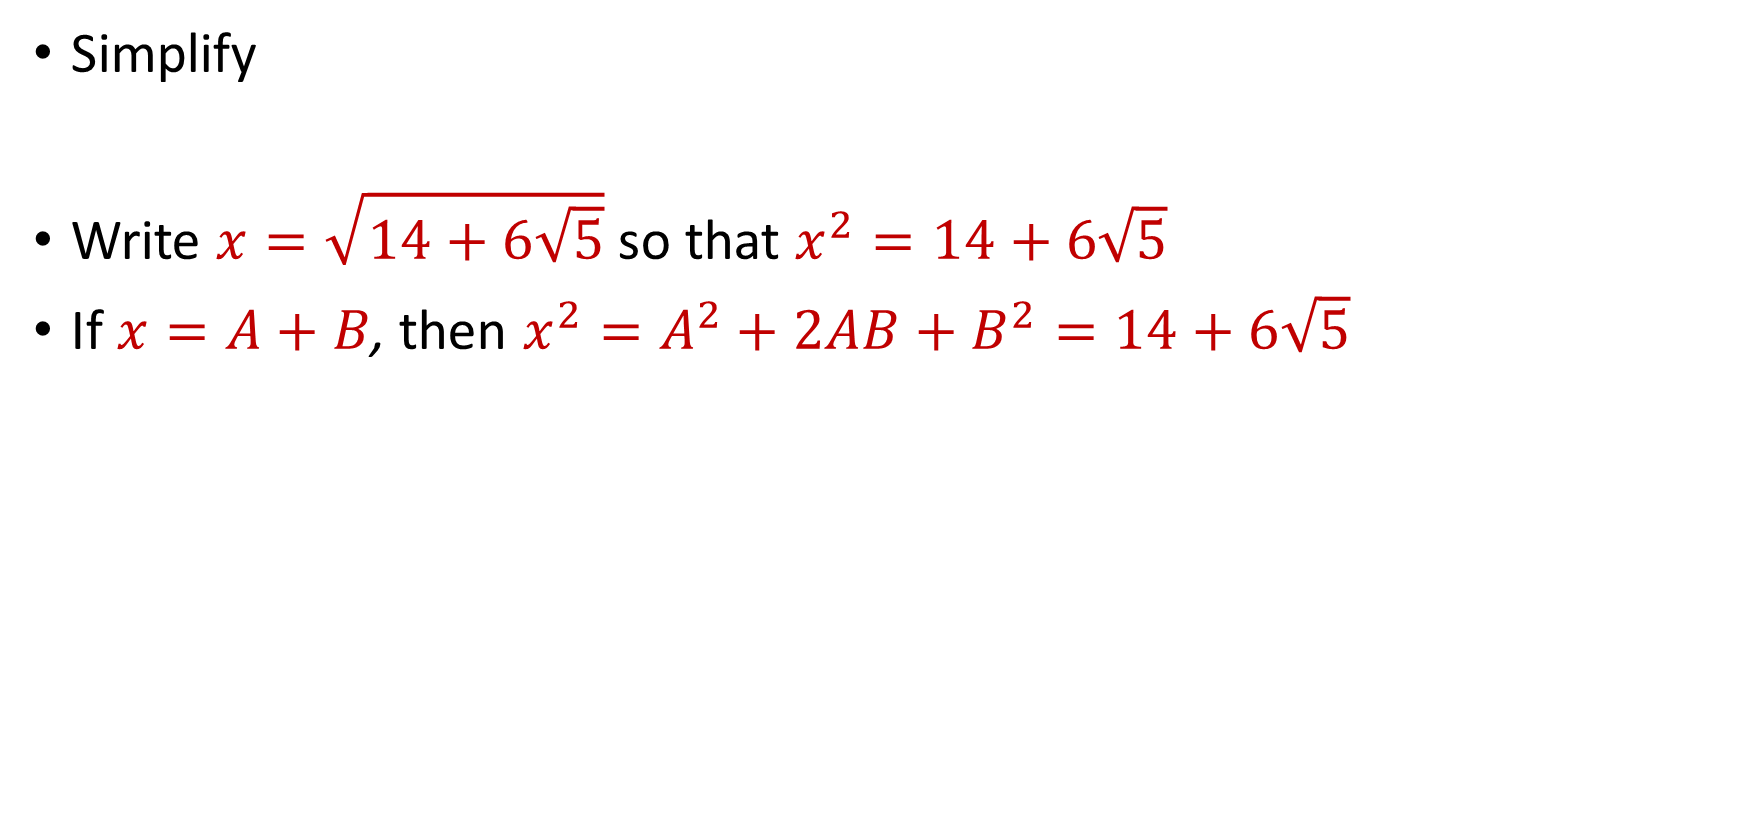 • Simplify
• Write x = √(14 + 6√5) so that x² = 14 + 6√5
• If x = A + B, then x² = A² + 2AB + B² = 14 + 6√5